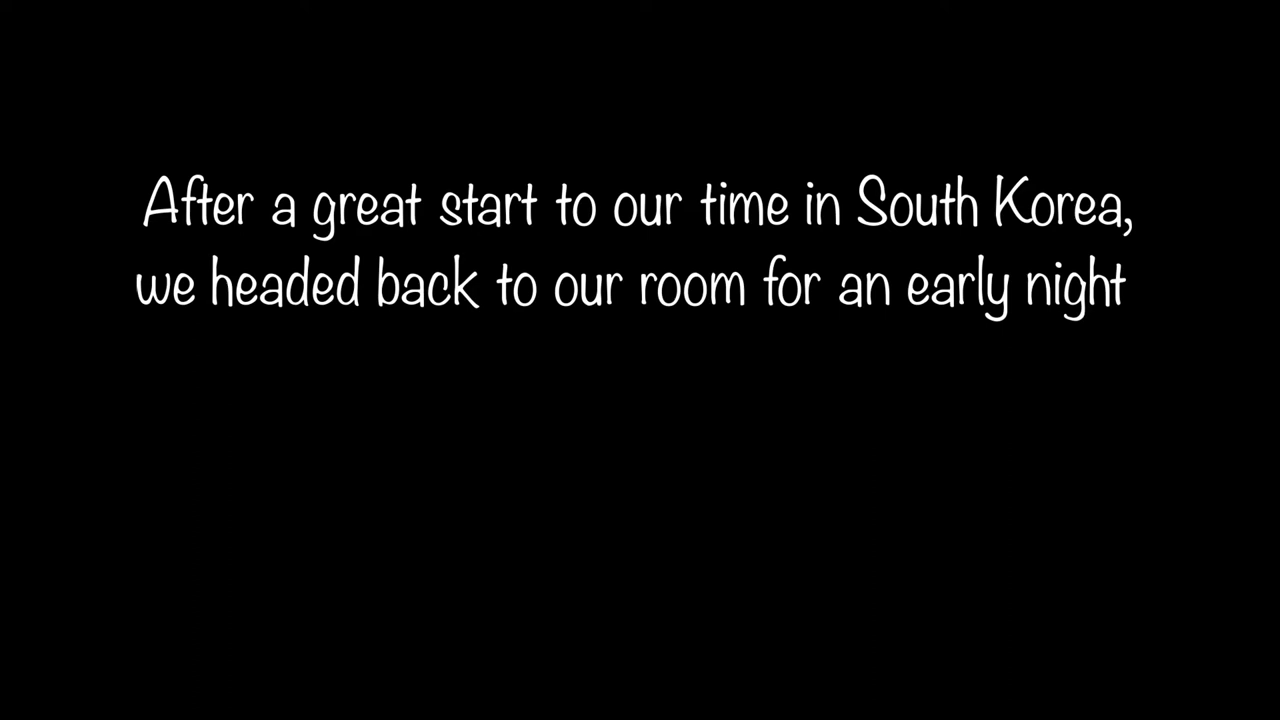 After a great start to our time in South Korea,
we headed back to our room for an early night